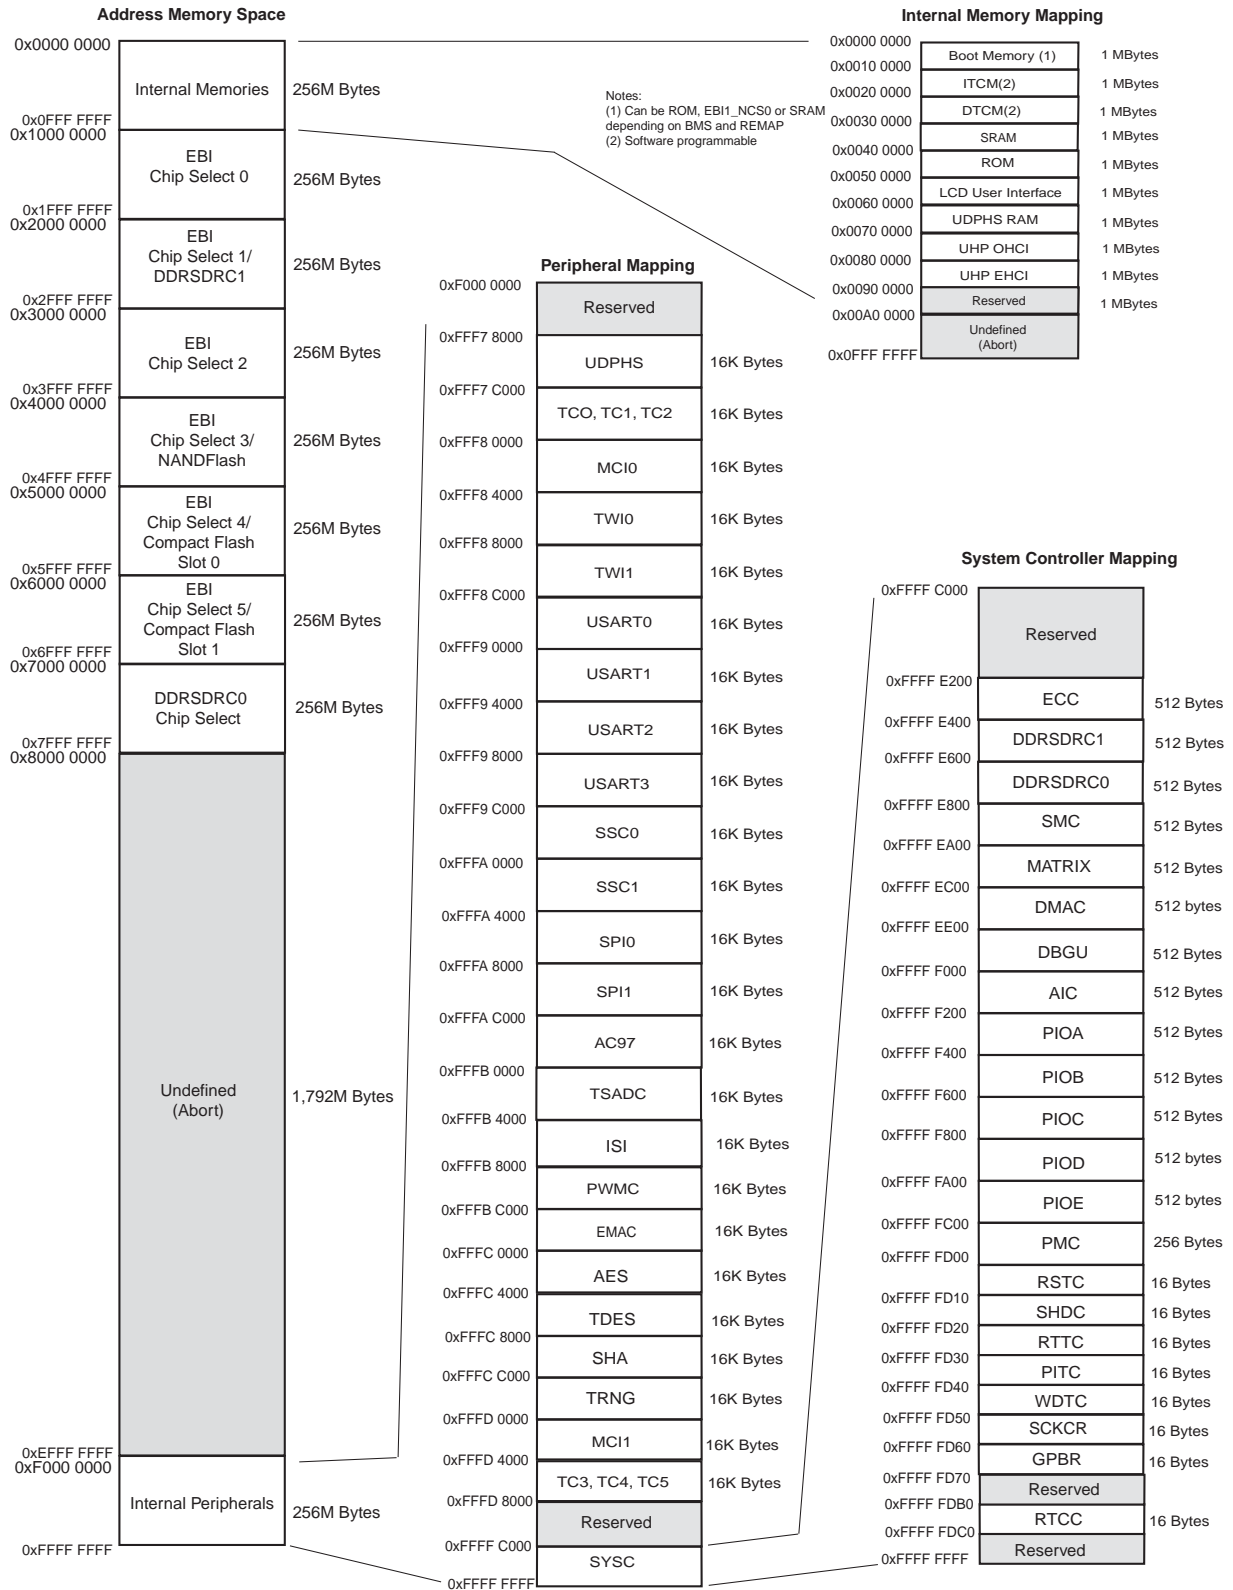 Address Memory Space
0x0000 0000
Internal Memories
256M Bytes
0x0FFF FFFF
0x1000 0000
EBI
Chip Select 0
256M Bytes
0x1FFF FFFF
0x2000 0000
EBI
Chip Select 1/
DDRSDRC1
256M Bytes
0x2FFF FFFF
0x3000 0000
EBI
Chip Select 2
256M Bytes
0x3FFF FFFF
0x4000 0000
EBI
Chip Select 3/
NANDFlash
256M Bytes
0x4FFF FFFF
0x5000 0000
EBI
Chip Select 4/
Compact Flash
Slot 0
256M Bytes
0x5FFF FFFF
0x6000 0000
EBI
Chip Select 5/
Compact Flash
Slot 1
256M Bytes
0x6FFF FFFF
0x7000 0000
DDRSDRC0
Chip Select
256M Bytes
0x7FFF FFFF
0x8000 0000
Undefined
(Abort)
1,792M Bytes
0xEFFF FFFF
0xF000 0000
Internal Peripherals
256M Bytes
0xFFFF FFFF
Notes:
(1) Can be ROM, EBI1_NCS0 or SRAM
depending on BMS and REMAP
(2) Software programmable
Internal Memory Mapping
0x0000 0000
Boot Memory (1)
1 MBytes
0x0010 0000
ITCM(2)
1 MBytes
0x0020 0000
DTCM(2)
1 MBytes
0x0030 0000
SRAM
1 MBytes
0x0040 0000
ROM
1 MBytes
0x0050 0000
LCD User Interface
1 MBytes
0x0060 0000
UDPHS RAM
1 MBytes
0x0070 0000
UHP OHCI
1 MBytes
0x0080 0000
UHP EHCI
1 MBytes
0x0090 0000
Reserved
1 MBytes
0x00A0 0000
Undefined
(Abort)
0x0FFF FFFF
Peripheral Mapping
0xF000 0000
Reserved
0xFFF7 8000
UDPHS
16K Bytes
0xFFF7 C000
TCO, TC1, TC2
16K Bytes
0xFFF8 0000
MCI0
16K Bytes
0xFFF8 4000
TWI0
16K Bytes
0xFFF8 8000
TWI1
16K Bytes
0xFFF8 C000
USART0
16K Bytes
0xFFF9 0000
USART1
16K Bytes
0xFFF9 4000
USART2
16K Bytes
0xFFF9 8000
USART3
16K Bytes
0xFFF9 C000
SSC0
16K Bytes
0xFFFA 0000
SSC1
16K Bytes
0xFFFA 4000
SPI0
16K Bytes
0xFFFA 8000
SPI1
16K Bytes
0xFFFA C000
AC97
16K Bytes
0xFFFB 0000
TSADC
16K Bytes
0xFFFB 4000
ISI
16K Bytes
0xFFFB 8000
PWMC
16K Bytes
0xFFFB C000
EMAC
16K Bytes
0xFFFC 0000
AES
16K Bytes
0xFFFC 4000
TDES
16K Bytes
0xFFFC 8000
SHA
16K Bytes
0xFFFC C000
TRNG
16K Bytes
0xFFFD 0000
MCI1
16K Bytes
0xFFFD 4000
TC3, TC4, TC5
16K Bytes
0xFFFD 8000
Reserved
0xFFFF C000
SYSC
0xFFFF FFFF
System Controller Mapping
0xFFFF C000
Reserved
0xFFFF E200
ECC
512 Bytes
0xFFFF E400
DDRSDRC1
512 Bytes
0xFFFF E600
DDRSDRC0
512 Bytes
0xFFFF E800
SMC
512 Bytes
0xFFFF EA00
MATRIX
512 Bytes
0xFFFF EC00
DMAC
512 bytes
0xFFFF EE00
DBGU
512 Bytes
0xFFFF F000
AIC
512 Bytes
0xFFFF F200
PIOA
512 Bytes
0xFFFF F400
PIOB
512 Bytes
0xFFFF F600
PIOC
512 Bytes
0xFFFF F800
PIOD
512 bytes
0xFFFF FA00
PIOE
512 bytes
0xFFFF FC00
PMC
256 Bytes
0xFFFF FD00
RSTC
16 Bytes
0xFFFF FD10
SHDC
16 Bytes
0xFFFF FD20
RTTC
16 Bytes
0xFFFF FD30
PITC
16 Bytes
0xFFFF FD40
WDTC
16 Bytes
0xFFFF FD50
SCKCR
16 Bytes
0xFFFF FD60
GPBR
16 Bytes
0xFFFF FD70
Reserved
0xFFFF FDB0
RTCC
16 Bytes
0xFFFF FDC0
Reserved
0xFFFF FFFF